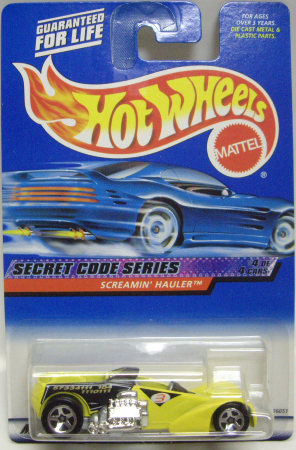 GUARANTEED
FOR LIFE
FOR AGES
OVER 3 YEARS.
DIE CAST METAL &
PLASTIC PARTS.
Hot Wheels
MATTEL
®
SECRET CODE SERIES
4 OF
4 CARS
SCREAMIN' HAULER™